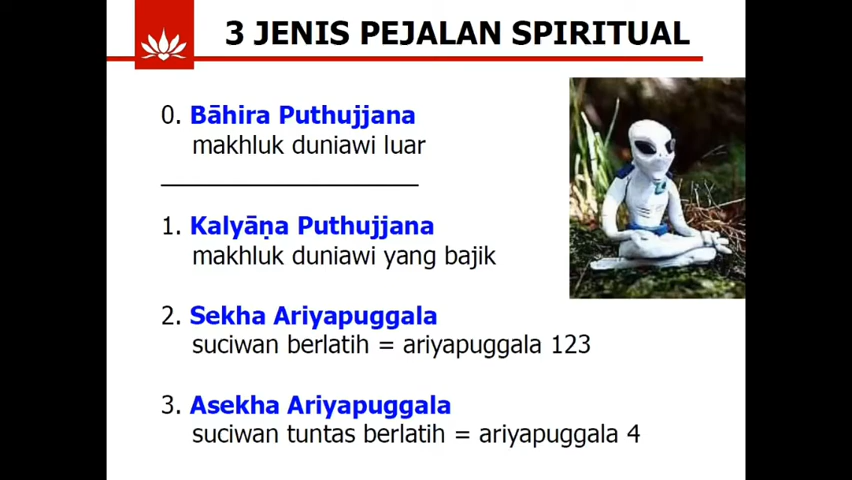 3 JENIS PEJALAN SPIRITUAL
0. Bāhira Puthujjana
makhluk duniawi luar
1. Kalyāṇa Puthujjana
makhluk duniawi yang bajik
2. Sekha Ariyapuggala
suciwan berlatih = ariyapuggala 123
3. Asekha Ariyapuggala
suciwan tuntas berlatih = ariyapuggala 4